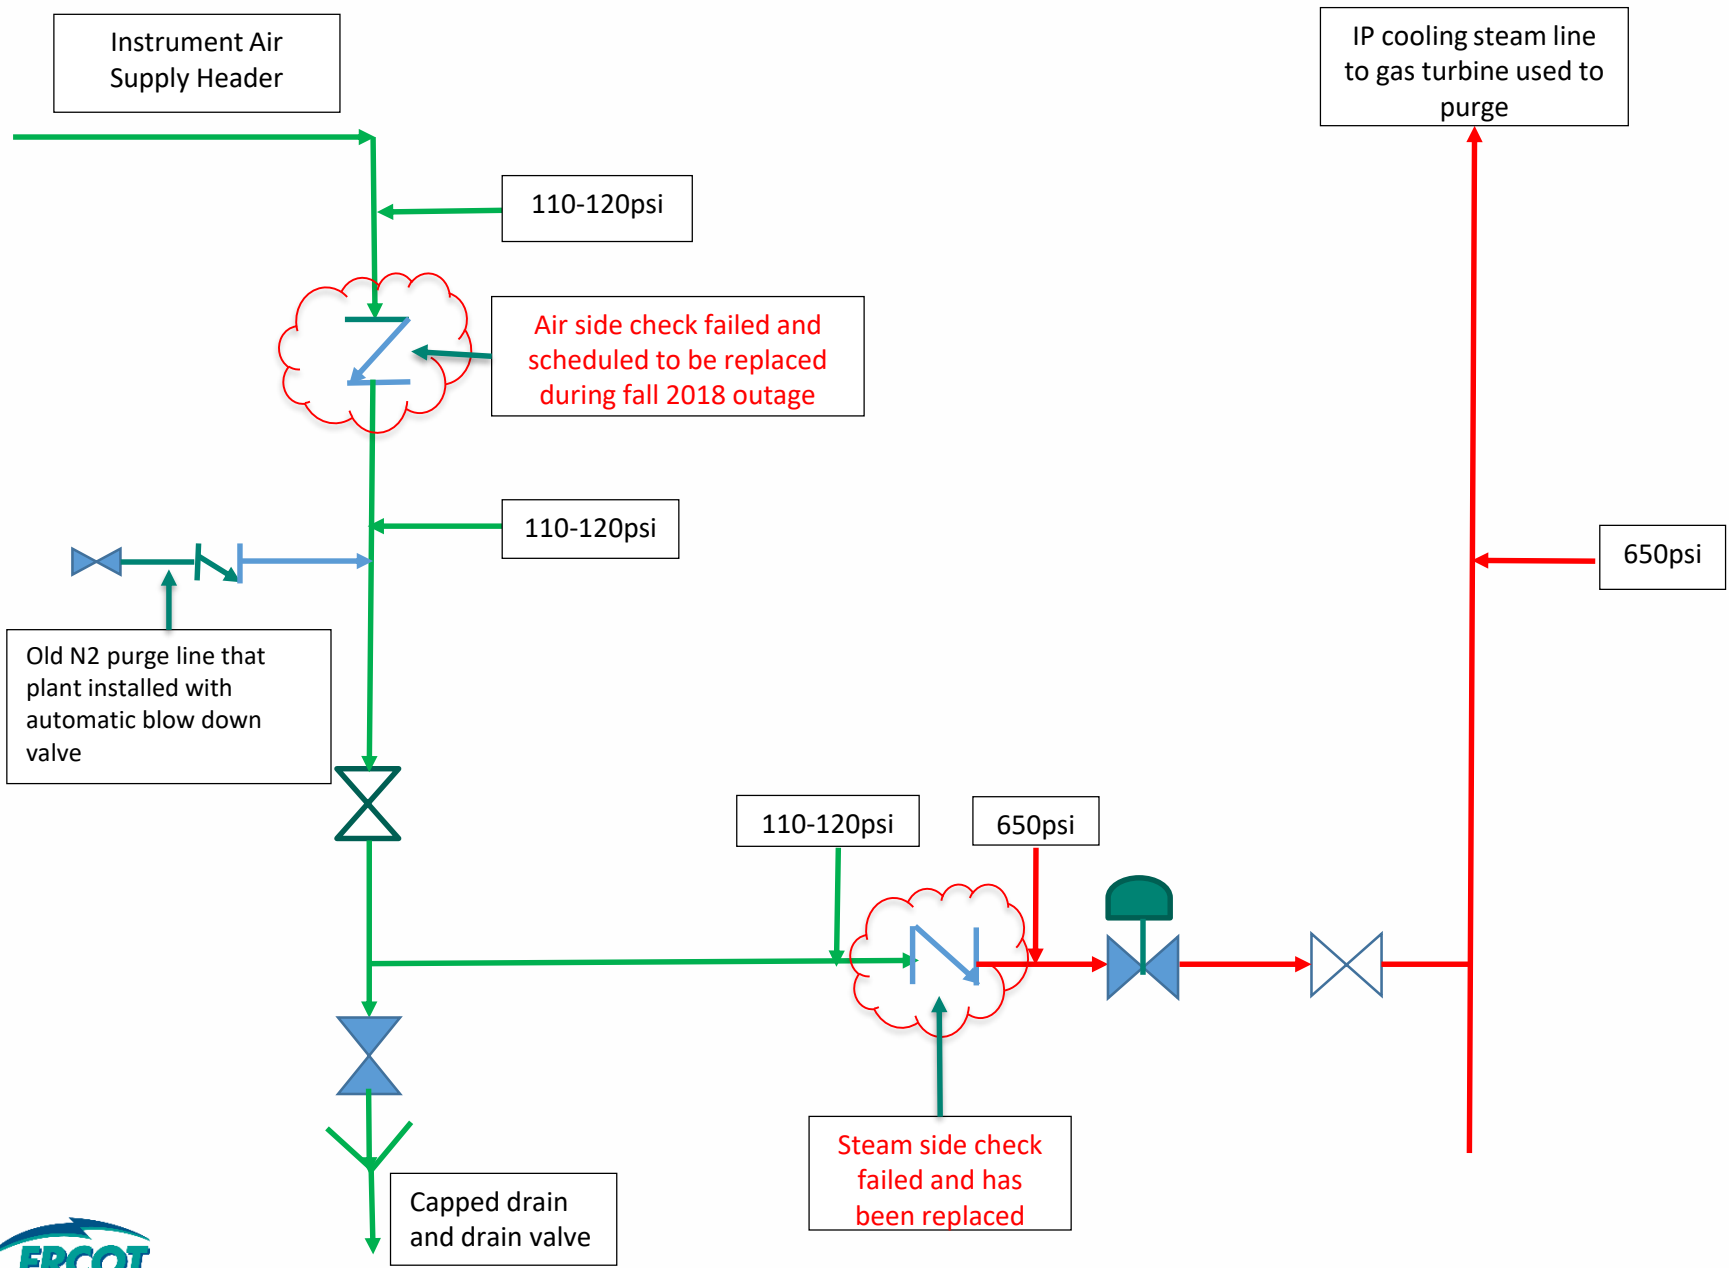 Instrument Air
Supply Header
IP cooling steam line
to gas turbine used to
purge
110-120psi
Air side check failed and
scheduled to be replaced
during fall 2018 outage
110-120psi
650psi
Old N2 purge line that
plant installed with
automatic blow down
valve
110-120psi
650psi
Steam side check
failed and has
been replaced
Capped drain
and drain valve
ERCOT